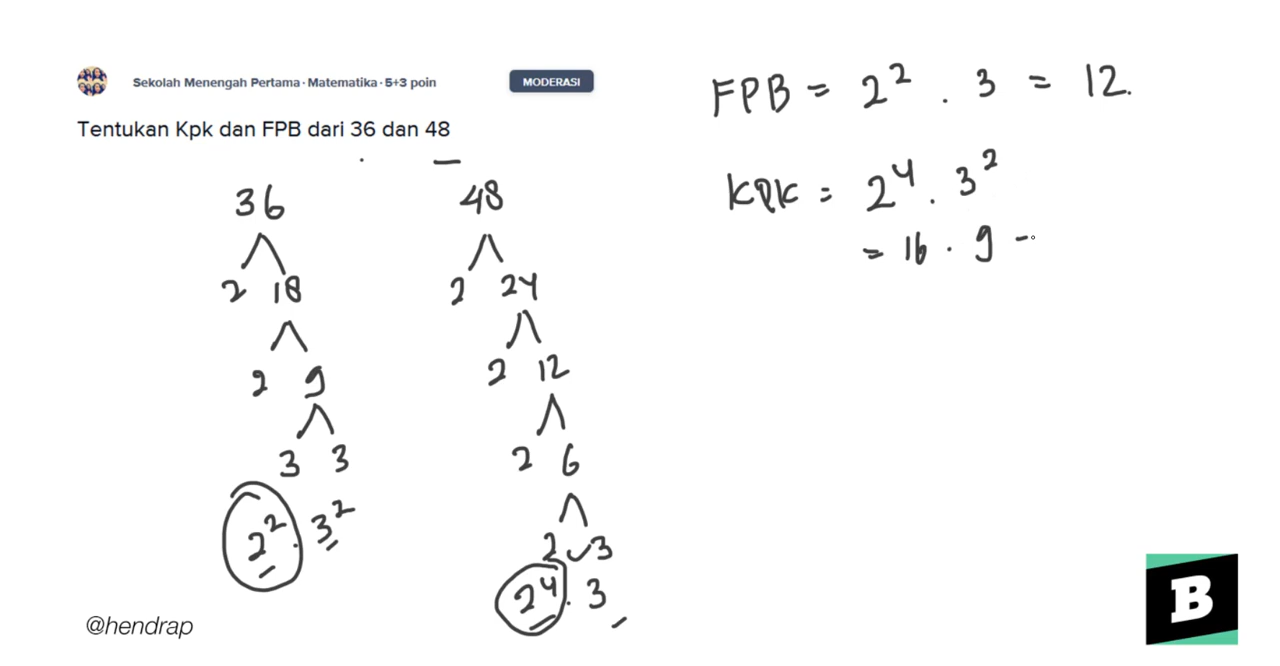 Sekolah Menengah Pertama · Matematika · 5+3 poin
MODERASI
Tentukan Kpk dan FPB dari 36 dan 48
36
2 18
2 9
3 3
2² . 3²
48
2 24
2 12
2 6
2 3
2⁴ . 3
FPB = 2² . 3 = 12.
KPK = 2⁴ . 3²
= 16 . 9 -
@hendrap
B